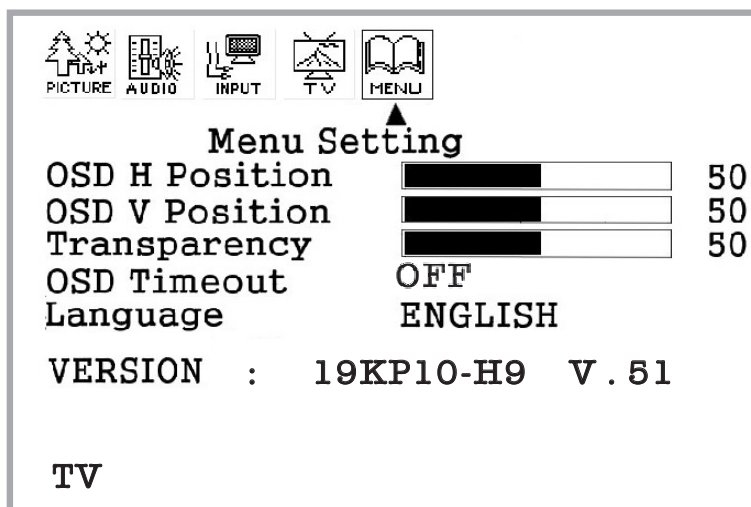 PICTURE AUDIO INPUT TV MENU
Menu Setting
OSD H Position 50
OSD V Position 50
Transparency 50
OSD Timeout OFF
Language ENGLISH
VERSION : 19KP10-H9 V.51
TV